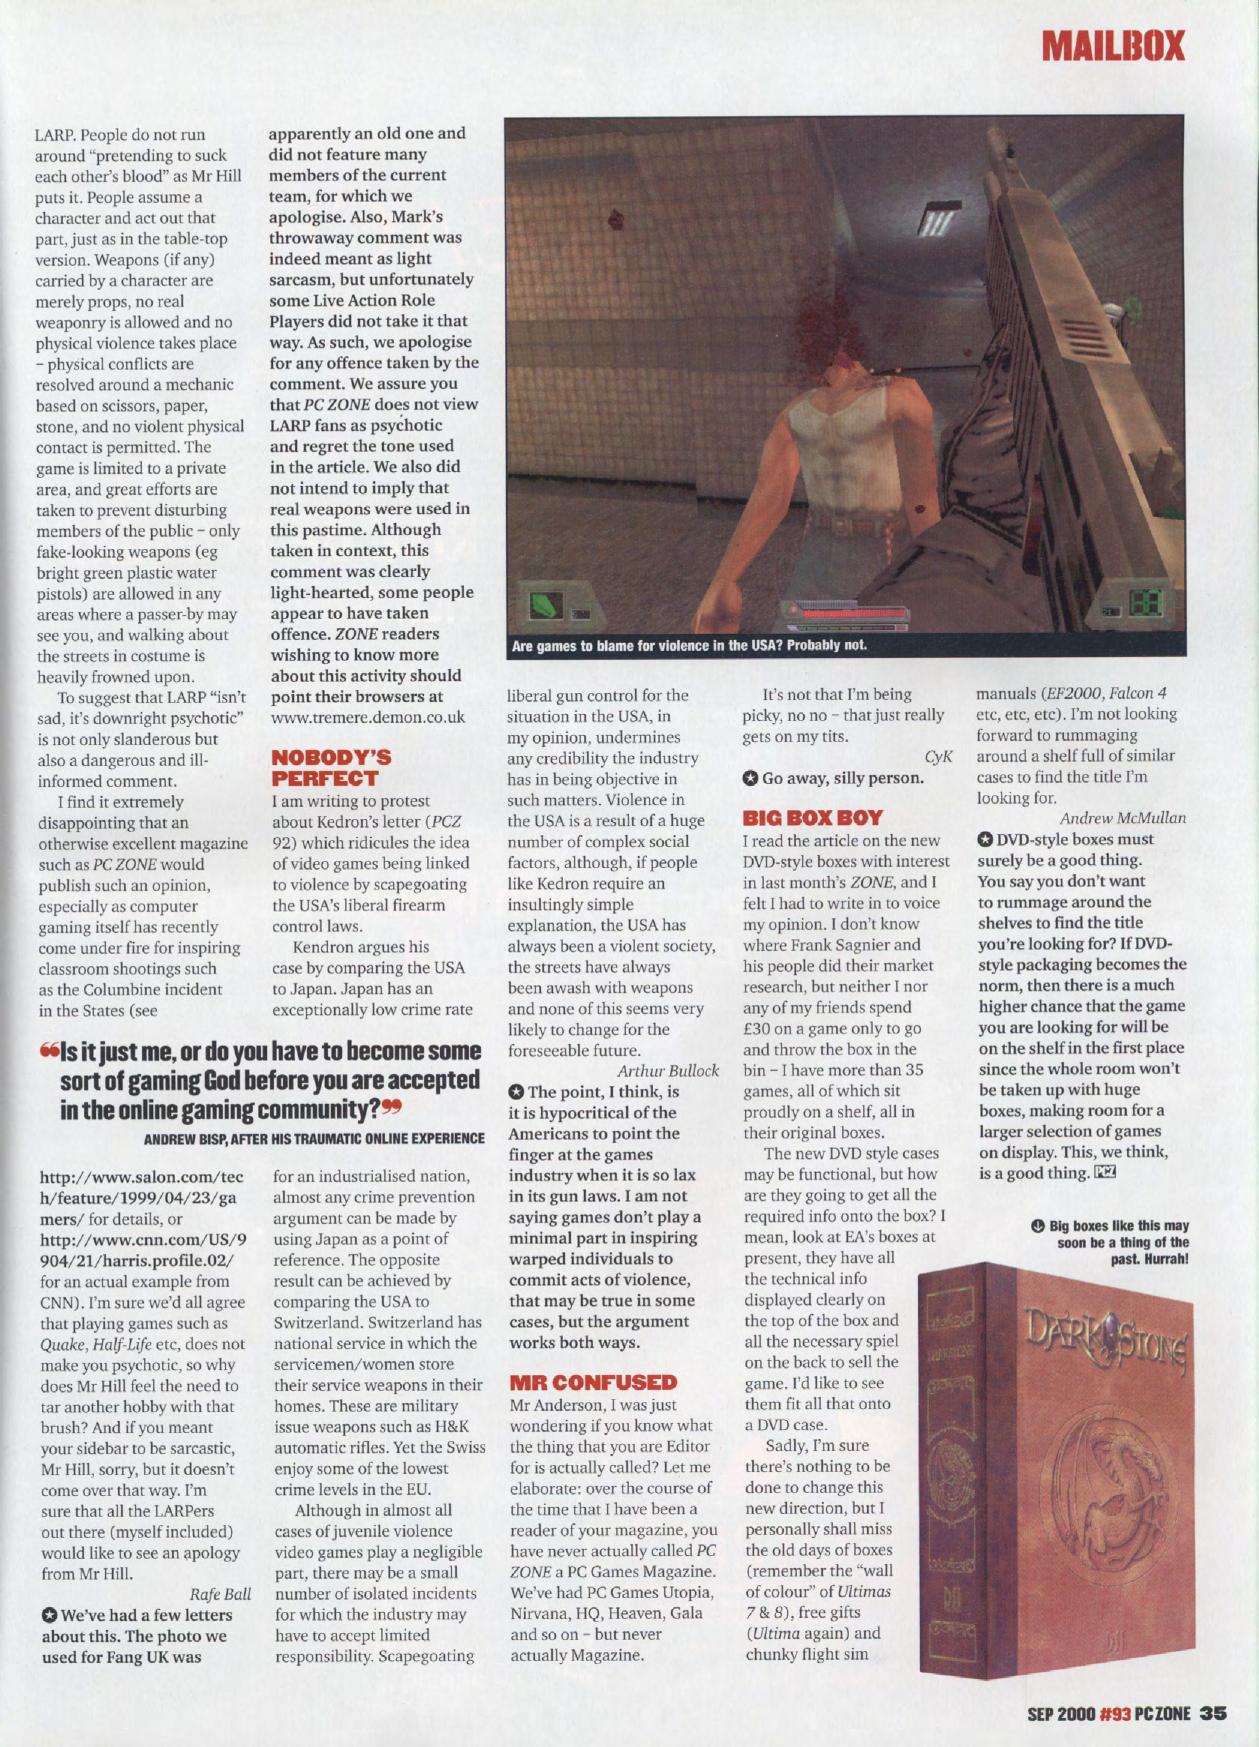 MAILBOX
LARP. People do not run
around "pretending to suck
each other's blood" as Mr Hill
puts it. People assume a
character and act out that
part, just as in the table-top
version. Weapons (if any)
carried by a character are
merely props, no real
weaponry is allowed and no
physical violence takes place
– physical conflicts are
resolved around a mechanic
based on scissors, paper,
stone, and no violent physical
contact is permitted. The
game is limited to a private
area, and great efforts are
taken to prevent disturbing
members of the public – only
fake-looking weapons (eg
bright green plastic water
pistols) are allowed in any
areas where a passer-by may
see you, and walking about
the streets in costume is
heavily frowned upon.
To suggest that LARP "isn't
sad, it's downright psychotic"
is not only slanderous but
also a dangerous and ill-
informed comment.
I find it extremely
disappointing that an
otherwise excellent magazine
such as PC ZONE would
publish such an opinion,
especially as computer
gaming itself has recently
come under fire for inspiring
classroom shootings such
as the Columbine incident
in the States (see
http://www.salon.com/tec
h/feature/1999/04/23/ga
mers/ for details, or
http://www.cnn.com/US/9
904/21/harris.profile.02/
for an actual example from
CNN). I'm sure we'd all agree
that playing games such as
Quake, Half-Life etc, does not
make you psychotic, so why
does Mr Hill feel the need to
tar another hobby with that
brush? And if you meant
your sidebar to be sarcastic,
Mr Hill, sorry, but it doesn't
come over that way. I'm
sure that all the LARPers
out there (myself included)
would like to see an apology
from Mr Hill.
Rafe Ball
We've had a few letters
about this. The photo we
used for Fang UK was
apparently an old one and
did not feature many
members of the current
team, for which we
apologise. Also, Mark's
throwaway comment was
indeed meant as light
sarcasm, but unfortunately
some Live Action Role
Players did not take it that
way. As such, we apologise
for any offence taken by the
comment. We assure you
that PC ZONE does not view
LARP fans as psychotic
and regret the tone used
in the article. We also did
not intend to imply that
real weapons were used in
this pastime. Although
taken in context, this
comment was clearly
light-hearted, some people
appear to have taken
offence. ZONE readers
wishing to know more
about this activity should
point their browsers at
www.tremere.demon.co.uk
NOBODY'S
PERFECT
I am writing to protest
about Kedron's letter (PCZ
92) which ridicules the idea
of video games being linked
to violence by scapegoating
the USA's liberal firearm
control laws.
Kendron argues his
case by comparing the USA
to Japan. Japan has an
exceptionally low crime rate
"Is it just me, or do you have to become some
sort of gaming God before you are accepted
in the online gaming community?"
ANDREW BISP, AFTER HIS TRAUMATIC ONLINE EXPERIENCE
for an industrialised nation,
almost any crime prevention
argument can be made by
using Japan as a point of
reference. The opposite
result can be achieved by
comparing the USA to
Switzerland. Switzerland has
national service in which the
servicemen/women store
their service weapons in their
homes. These are military
issue weapons such as H&K
automatic rifles. Yet the Swiss
enjoy some of the lowest
crime levels in the EU.
Although in almost all
cases of juvenile violence
video games play a negligible
part, there may be a small
number of isolated incidents
for which the industry may
have to accept limited
responsibility. Scapegoating
Are games to blame for violence in the USA? Probably not.
liberal gun control for the
situation in the USA, in
my opinion, undermines
any credibility the industry
has in being objective in
such matters. Violence in
the USA is a result of a huge
number of complex social
factors, although, if people
like Kedron require an
insultingly simple
explanation, the USA has
always been a violent society,
the streets have always
been awash with weapons
and none of this seems very
likely to change for the
foreseeable future.
Arthur Bullock
The point, I think, is
it is hypocritical of the
Americans to point the
finger at the games
industry when it is so lax
in its gun laws. I am not
saying games don't play a
minimal part in inspiring
warped individuals to
commit acts of violence,
that may be true in some
cases, but the argument
works both ways.
MR CONFUSED
Mr Anderson, I was just
wondering if you know what
the thing that you are Editor
for is actually called? Let me
elaborate: over the course of
the time that I have been a
reader of your magazine, you
have never actually called PC
ZONE a PC Games Magazine.
We've had PC Games Utopia,
Nirvana, HQ, Heaven, Gala
and so on – but never
actually Magazine.
It's not that I'm being
picky, no no – that just really
gets on my tits.
CyK
Go away, silly person.
BIG BOX BOY
I read the article on the new
DVD-style boxes with interest
in last month's ZONE, and I
felt I had to write in to voice
my opinion. I don't know
where Frank Sagnier and
his people did their market
research, but neither I nor
any of my friends spend
£30 on a game only to go
and throw the box in the
bin – I have more than 35
games, all of which sit
proudly on a shelf, all in
their original boxes.
The new DVD style cases
may be functional, but how
are they going to get all the
required info onto the box? I
mean, look at EA's boxes at
present, they have all
the technical info
displayed clearly on
the top of the box and
all the necessary spiel
on the back to sell the
game. I'd like to see
them fit all that onto
a DVD case.
Sadly, I'm sure
there's nothing to be
done to change this
new direction, but I
personally shall miss
the old days of boxes
(remember the "wall
of colour" of Ultimas
7 & 8), free gifts
(Ultima again) and
chunky flight sim
manuals (EF2000, Falcon 4
etc, etc, etc). I'm not looking
forward to rummaging
around a shelf full of similar
cases to find the title I'm
looking for.
Andrew McMullan
DVD-style boxes must
surely be a good thing.
You say you don't want
to rummage around the
shelves to find the title
you're looking for? If DVD-
style packaging becomes the
norm, then there is a much
higher chance that the game
you are looking for will be
on the shelf in the first place
since the whole room won't
be taken up with huge
boxes, making room for a
larger selection of games
on display. This, we think,
is a good thing. PCZ
Big boxes like this may
soon be a thing of the
past. Hurrah!
DARKSTONE
DARKSTONE
SEP 2000 #93 PC ZONE 35